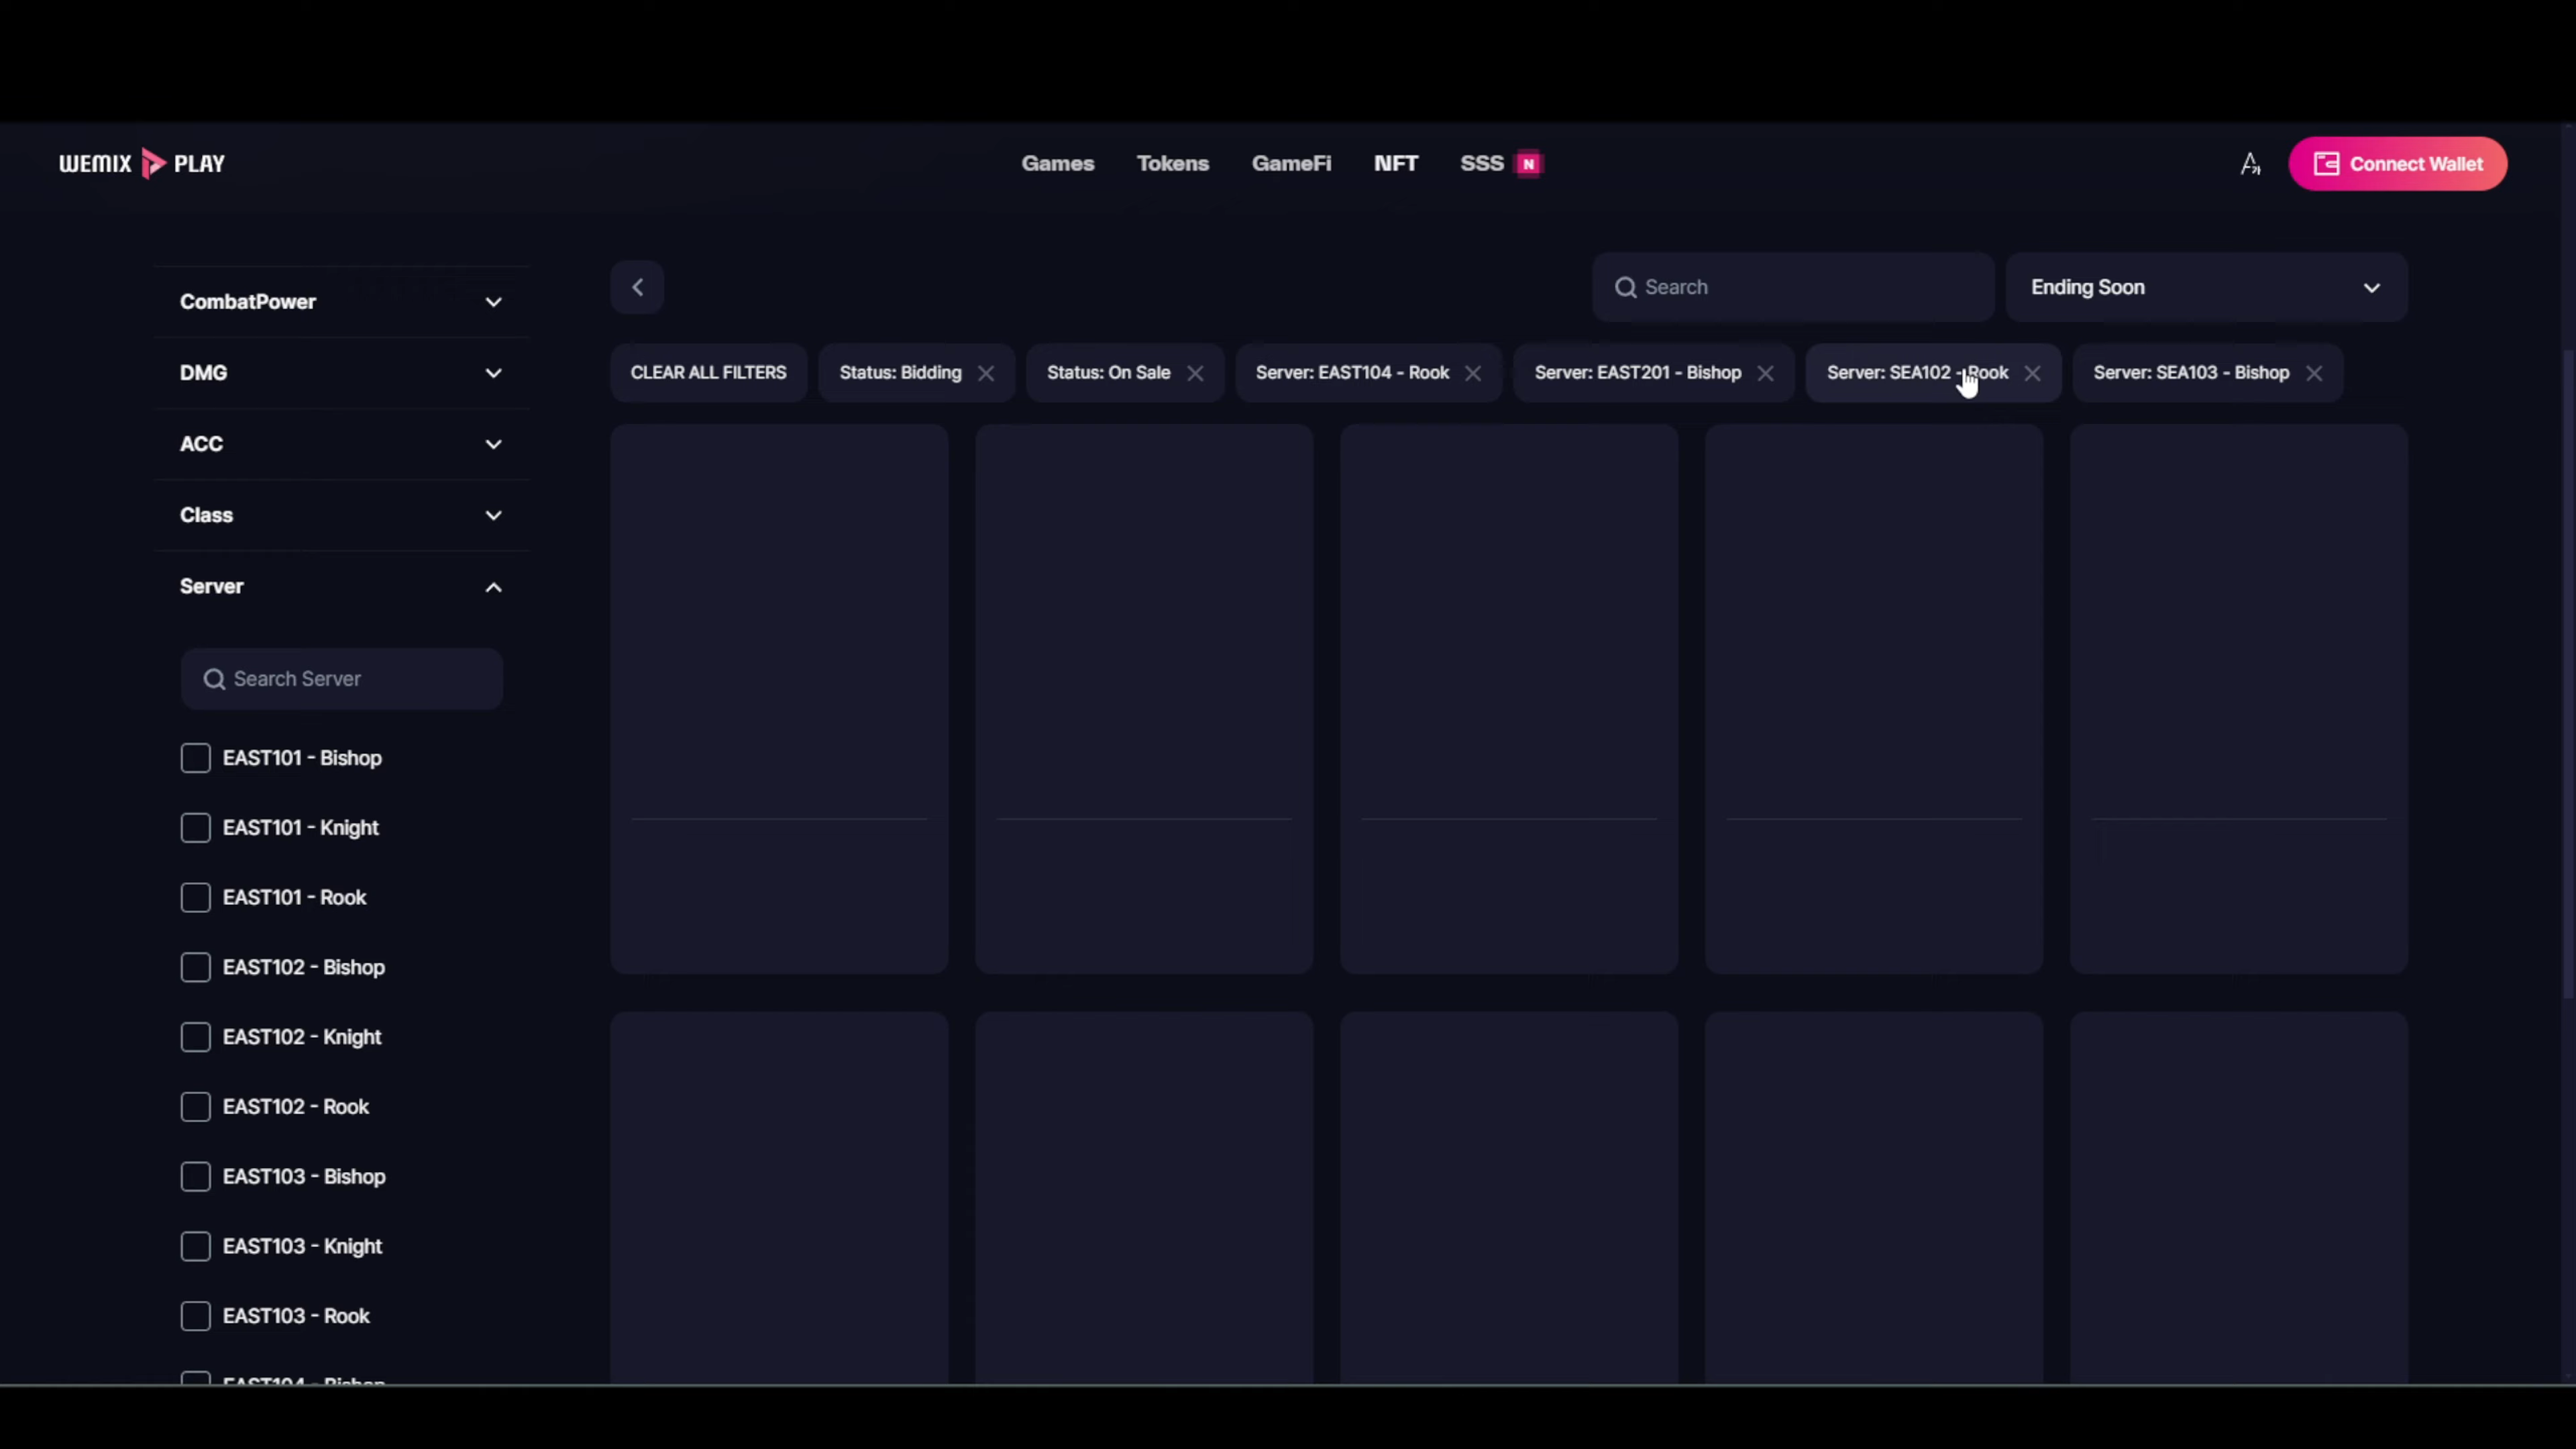 WEMIX PLAY
Games
Tokens
GameFi
NFT
SSS N
Connect Wallet
Search
Ending Soon
CLEAR ALL FILTERS
Status: Bidding
Status: On Sale
Server: EAST104 - Rook
Server: EAST201 - Bishop
Server: SEA102 - Rook
Server: SEA103 - Bishop
CombatPower
DMG
ACC
Class
Server
Search Server
EAST101 - Bishop
EAST101 - Knight
EAST101 - Rook
EAST102 - Bishop
EAST102 - Knight
EAST102 - Rook
EAST103 - Bishop
EAST103 - Knight
EAST103 - Rook
EAST104 - Bishop